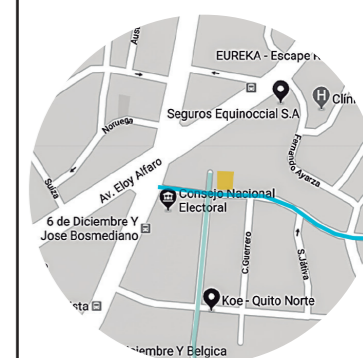 Aus
EUREKA - Escape R
Clín
Seguros Equinoccial S.A
Noruega
Fernando Ayarza
Suiza
Av. Eloy Alfaro
Consejo Nacional
Electoral
6 de Diciembre Y
Jose Bosmediano
C.Guerrero
S.Játiva
sta
Koe - Quito Norte
iembre Y Belgica